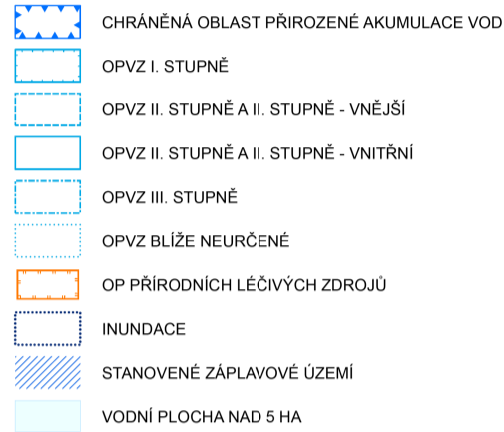 CHRÁNĚNÁ OBLAST PŘIROZENÉ AKUMULACE VOD
OPVZ I. STUPNĚ
OPVZ II. STUPNĚ A II. STUPNĚ - VNĚJŠÍ
OPVZ II. STUPNĚ A II. STUPNĚ - VNITŘNÍ
OPVZ III. STUPNĚ
OPVZ BLÍŽE NEURČENÉ
OP PŘÍRODNÍCH LÉČIVÝCH ZDROJŮ
INUNDACE
STANOVENÉ ZÁPLAVOVÉ ÚZEMÍ
VODNÍ PLOCHA NAD 5 HA